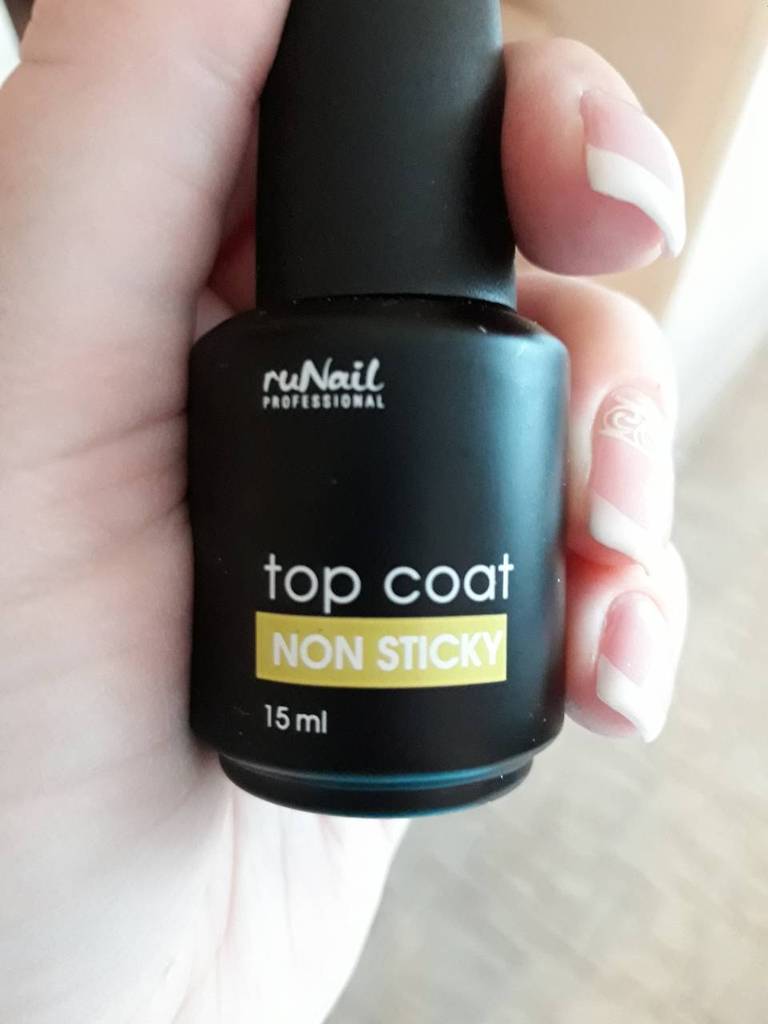 ruNail
PROFESSIONAL
top coat
NON STICKY
15 ml